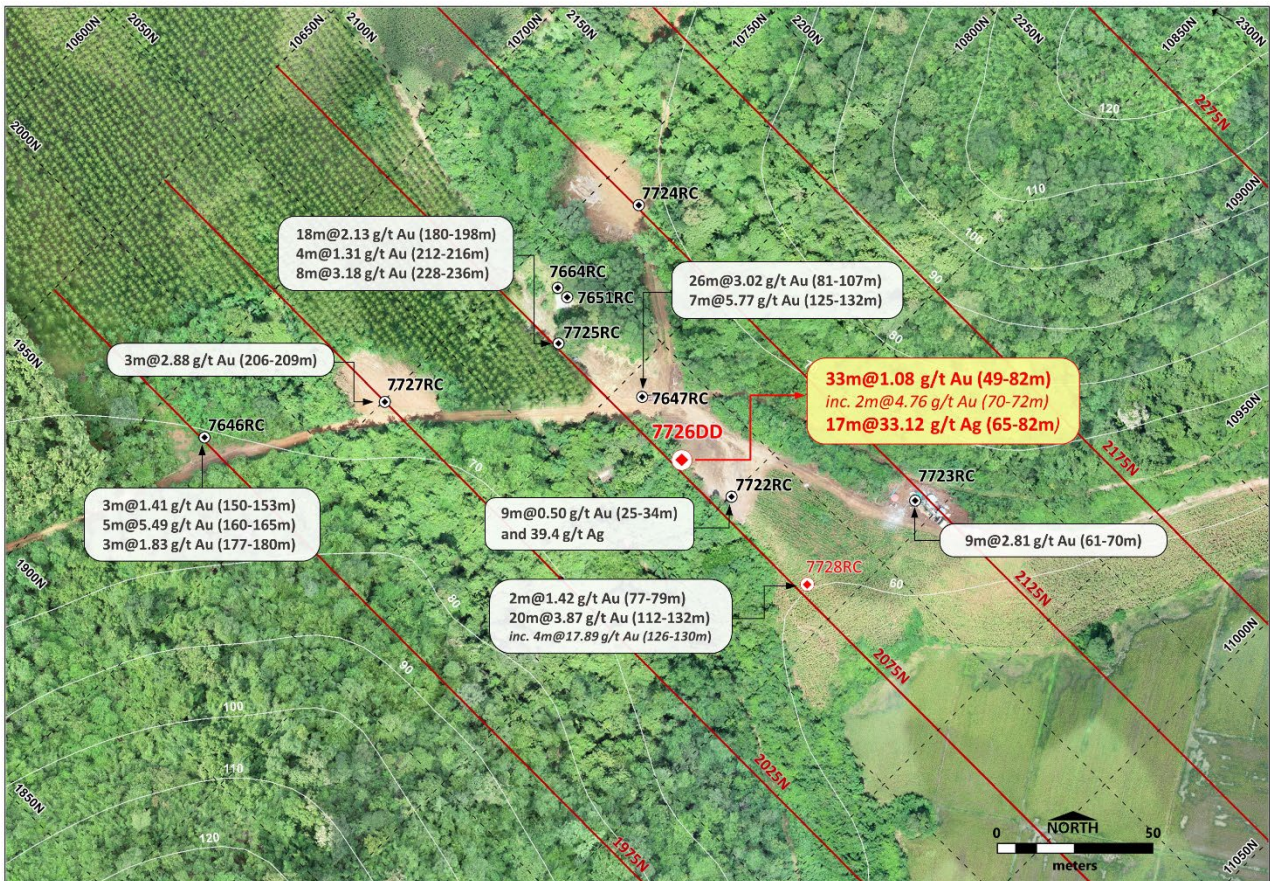 10600N
2050N
10650N
2100N
10700N
2150N
10750N
2200N
10800N
2250N
10850N
2300N
2000N
2275N
120
110
10900N
7724RC
100
18m@2.13 g/t Au (180-198m)
4m@1.31 g/t Au (212-216m)
8m@3.18 g/t Au (228-236m)
90
7664RC
7651RC
26m@3.02 g/t Au (81-107m)
7m@5.77 g/t Au (125-132m)
7725RC
80
1950N
3m@2.88 g/t Au (206-209m)
7727RC
7647RC
33m@1.08 g/t Au (49-82m)
inc. 2m@4.76 g/t Au (70-72m)
17m@33.12 g/t Ag (65-82m)
10950N
7646RC
7726DD
2175N
70
7723RC
7722RC
3m@1.41 g/t Au (150-153m)
5m@5.49 g/t Au (160-165m)
3m@1.83 g/t Au (177-180m)
9m@0.50 g/t Au (25-34m)
and 39.4 g/t Ag
9m@2.81 g/t Au (61-70m)
1900N
7728RC
60
2125N
80
2m@1.42 g/t Au (77-79m)
20m@3.87 g/t Au (112-132m)
inc. 4m@17.89 g/t Au (126-130m)
11000N
2075N
90
100
2025N
110
1850N
120
1975N
NORTH
0 50
meters
11050N